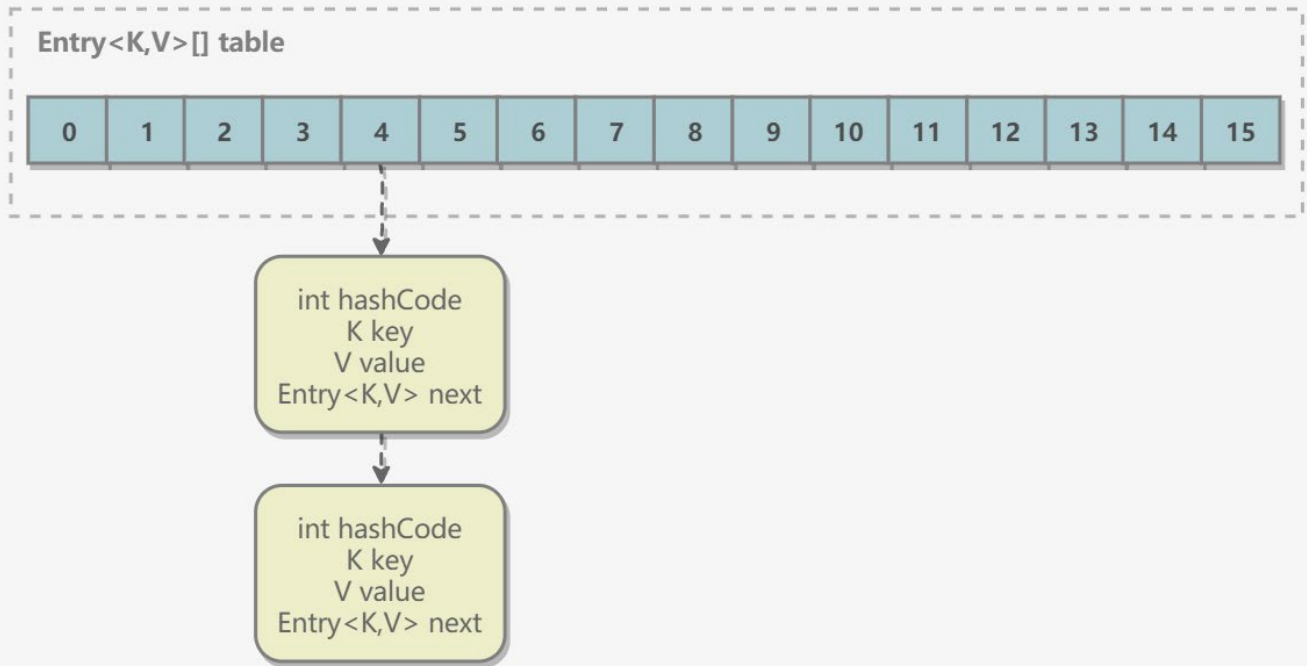 Entry<K,V>[] table
0 1 2 3 4 5 6 7 8 9 10 11 12 13 14 15
int hashCode
K key
V value
Entry<K,V> next
int hashCode
K key
V value
Entry<K,V> next